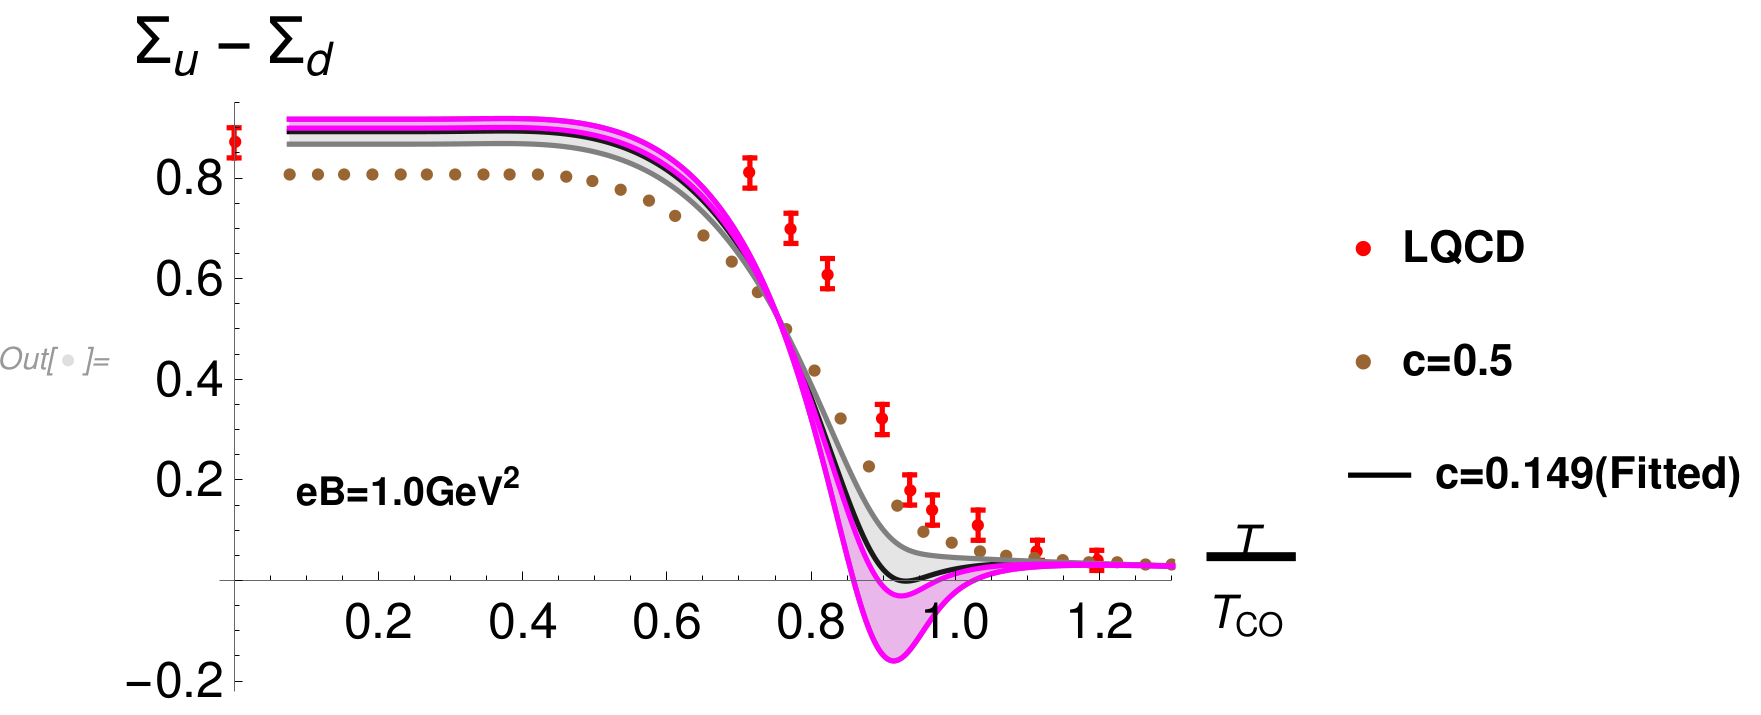 Σu − Σd
0.8
0.6
0.4
0.2
−0.2
Out[ • ]=
eB=1.0GeV²
0.2 0.4 0.6 0.8 1.0 1.2
T
TCO
LQCD
c=0.5
c=0.149(Fitted)